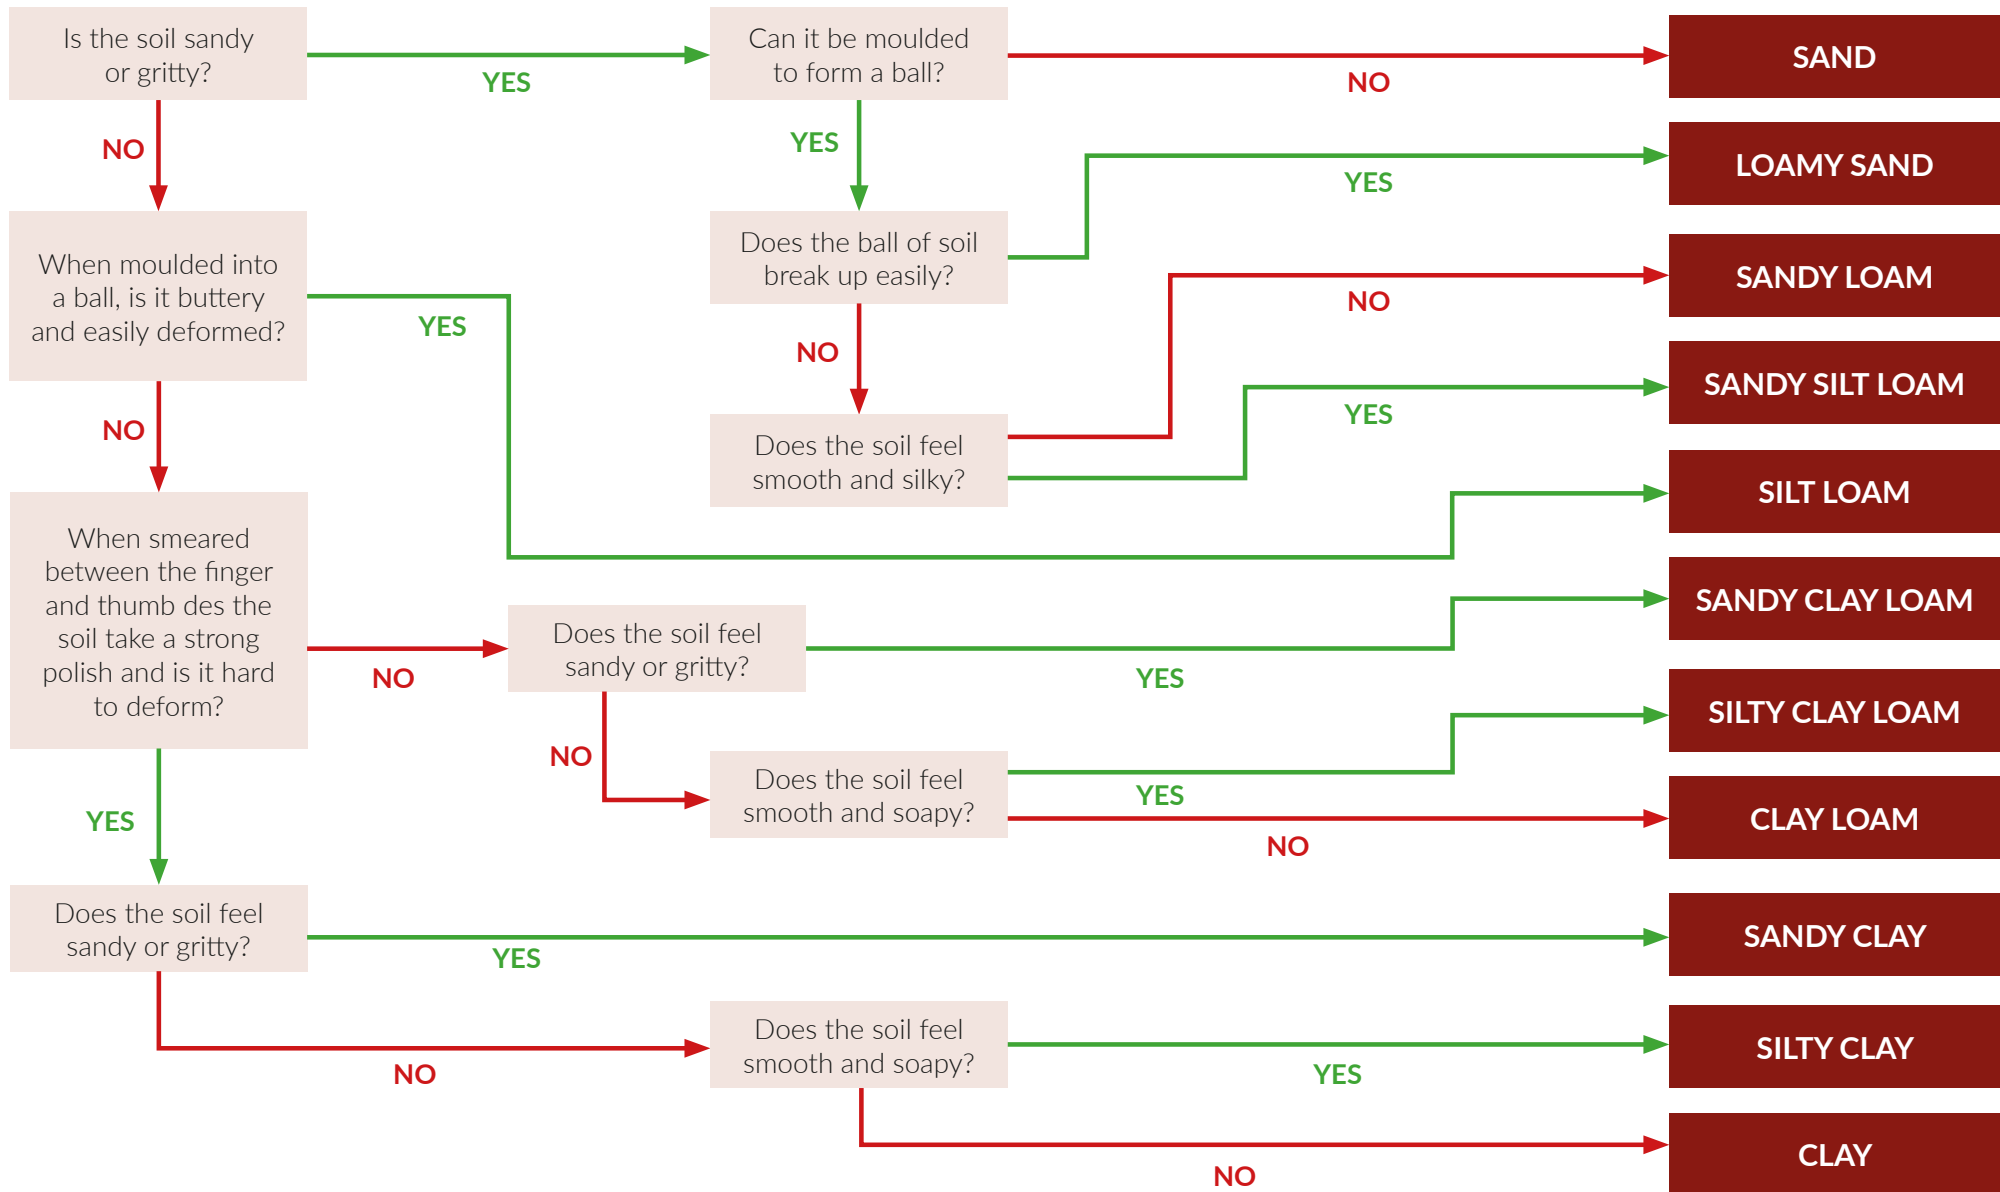 Is the soil sandy
or gritty?
YES
Can it be moulded
to form a ball?
NO
SAND
NO
YES
YES
LOAMY SAND
When moulded into
a ball, is it buttery
and easily deformed?
YES
Does the ball of soil
break up easily?
NO
SANDY LOAM
NO
NO
Does the soil feel
smooth and silky?
YES
SANDY SILT LOAM
SILT LOAM
When smeared
between the finger
and thumb des the
soil take a strong
polish and is it hard
to deform?
NO
Does the soil feel
sandy or gritty?
YES
SANDY CLAY LOAM
NO
Does the soil feel
smooth and soapy?
YES
SILTY CLAY LOAM
NO
CLAY LOAM
YES
Does the soil feel
sandy or gritty?
YES
SANDY CLAY
NO
Does the soil feel
smooth and soapy?
YES
SILTY CLAY
NO
CLAY